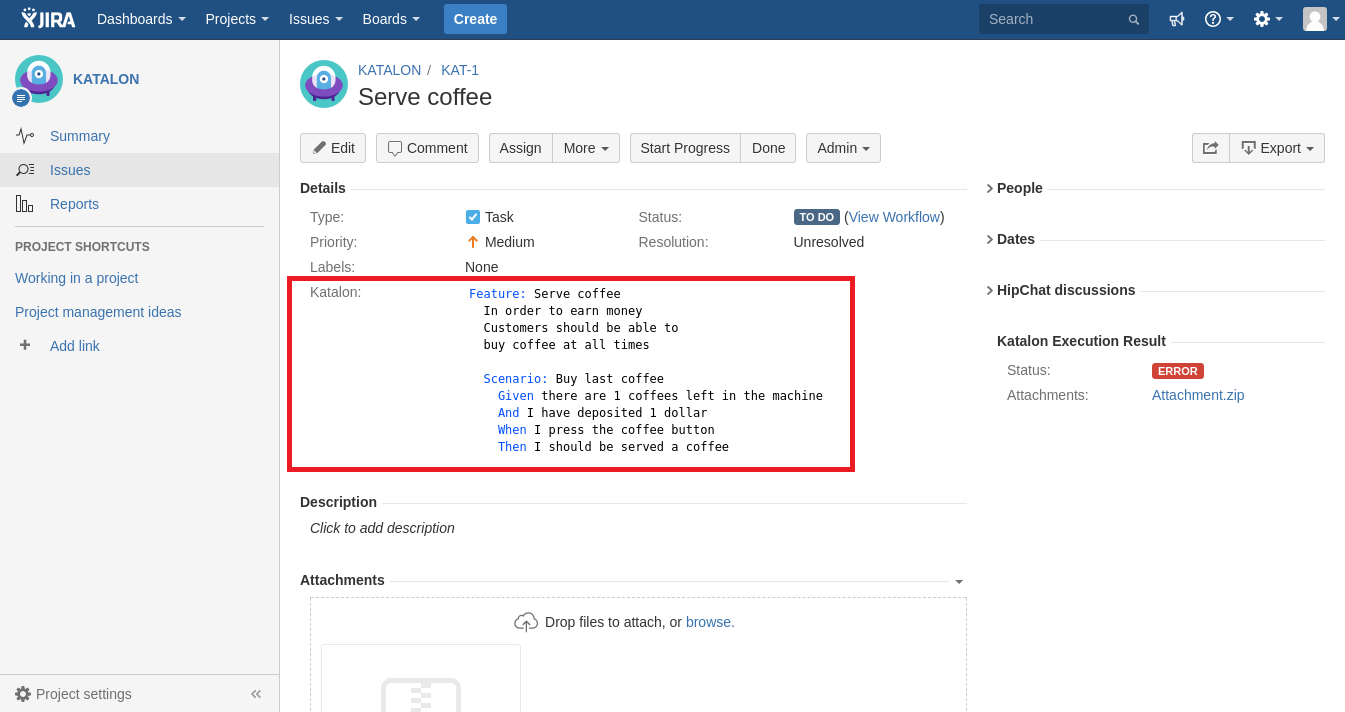 JIRA Dashboards Projects Issues Boards Create Search
KATALON
Summary
Issues
Reports
PROJECT SHORTCUTS
Working in a project
Project management ideas
+ Add link
Project settings «
KATALON / KAT-1
Serve coffee
Edit Comment Assign More Start Progress Done Admin Export
Details
Type: Task Status: TO DO (View Workflow)
Priority: Medium Resolution: Unresolved
Labels: None
Katalon: Feature: Serve coffee
In order to earn money
Customers should be able to
buy coffee at all times
Scenario: Buy last coffee
Given there are 1 coffees left in the machine
And I have deposited 1 dollar
When I press the coffee button
Then I should be served a coffee
Description
Click to add description
Attachments
Drop files to attach, or browse.
People
Dates
HipChat discussions
Katalon Execution Result
Status: ERROR
Attachments: Attachment.zip